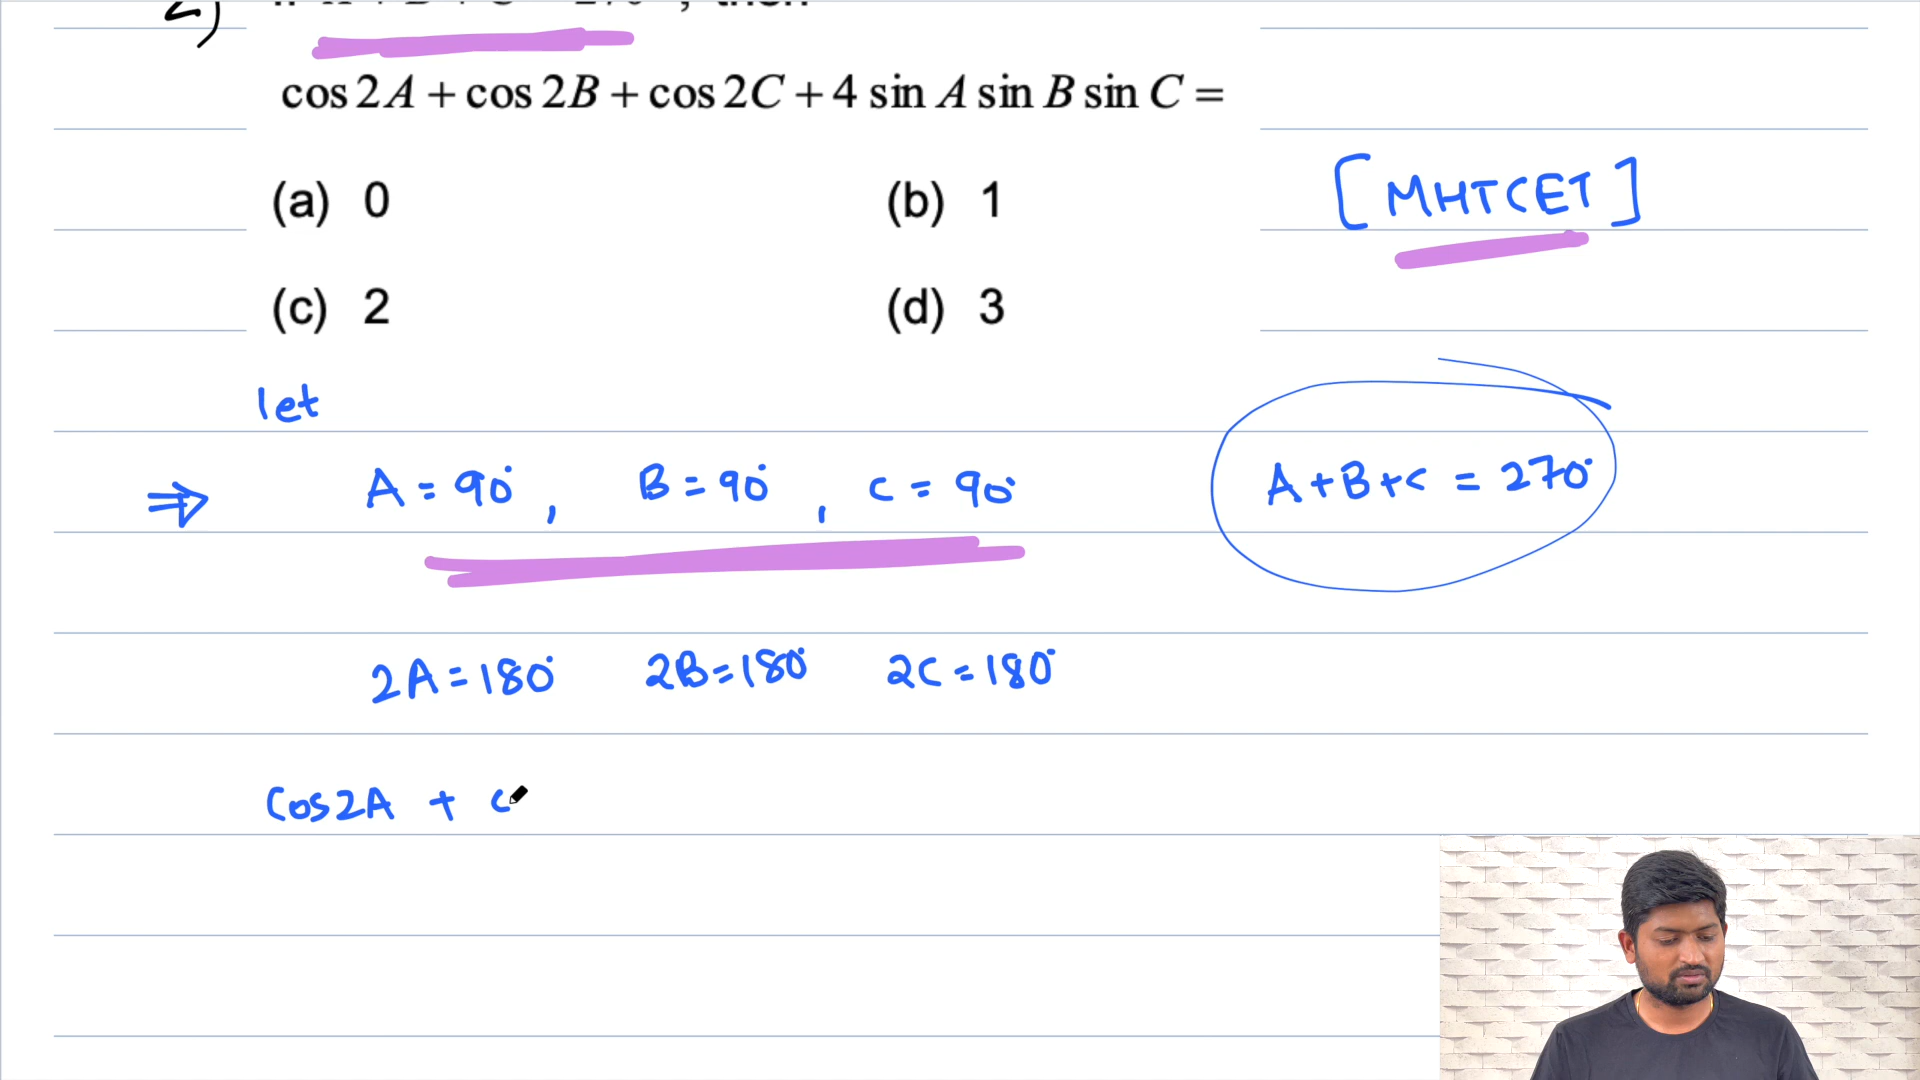 2)
cos 2A + cos 2B + cos 2C + 4 sin A sin B sin C =
(a) 0
(b) 1
[MHTCET]
(c) 2
(d) 3
let
⇒ A = 90°, B = 90°, C = 90°
A + B + C = 270°
2A = 180° 2B = 180° 2C = 180°
Cos2A + c